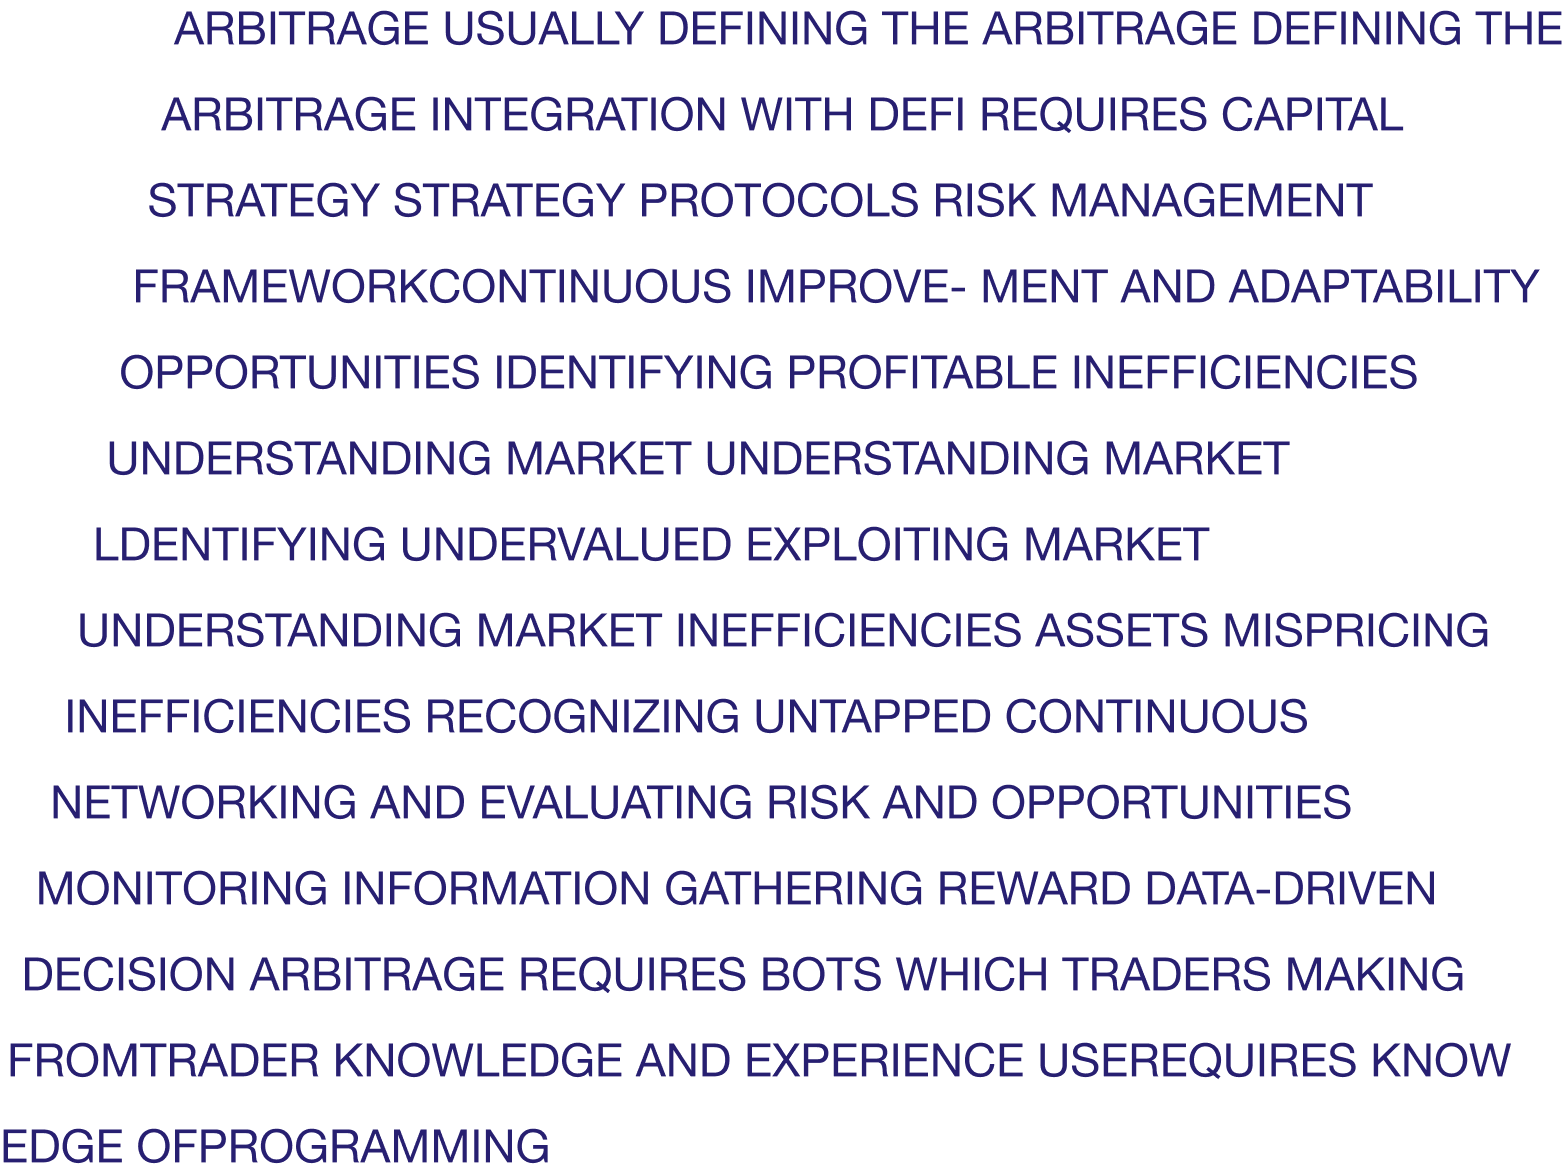 ARBITRAGE USUALLY DEFINING THE ARBITRAGE DEFINING THE
ARBITRAGE INTEGRATION WITH DEFI REQUIRES CAPITAL
STRATEGY STRATEGY PROTOCOLS RISK MANAGEMENT
FRAMEWORKCONTINUOUS IMPROVE- MENT AND ADAPTABILITY
OPPORTUNITIES IDENTIFYING PROFITABLE INEFFICIENCIES
UNDERSTANDING MARKET UNDERSTANDING MARKET
LDENTIFYING UNDERVALUED EXPLOITING MARKET
UNDERSTANDING MARKET INEFFICIENCIES ASSETS MISPRICING
INEFFICIENCIES RECOGNIZING UNTAPPED CONTINUOUS
NETWORKING AND EVALUATING RISK AND OPPORTUNITIES
MONITORING INFORMATION GATHERING REWARD DATA-DRIVEN
DECISION ARBITRAGE REQUIRES BOTS WHICH TRADERS MAKING
FROMTRADER KNOWLEDGE AND EXPERIENCE USEREQUIRES KNOW
EDGE OFPROGRAMMING